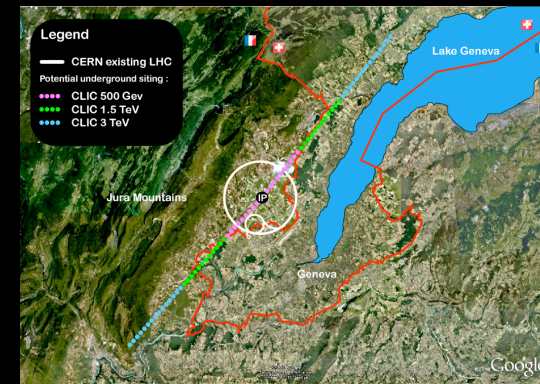 Legend
CERN existing LHC
Potential underground siting :
CLIC 500 Gev
CLIC 1.5 TeV
CLIC 3 TeV
Lake Geneva
Jura Mountains
IP
Geneva
Google